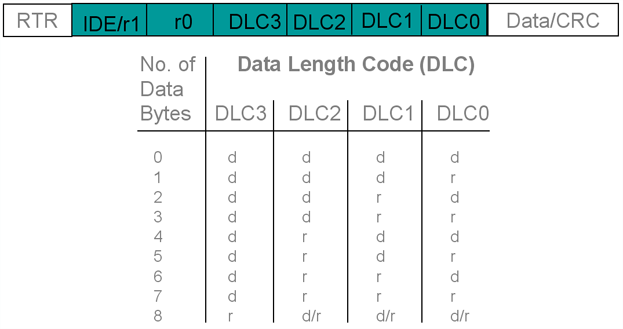 RTR IDE/r1 r0 DLC3 DLC2 DLC1 DLC0 Data/CRC
No. of Data Length Code (DLC)
Data
Bytes DLC3 DLC2 DLC1 DLC0
0 d d d d
1 d d d r
2 d d r d
3 d d r r
4 d r d d
5 d r d r
6 d r r d
7 d r r r
8 r d/r d/r d/r